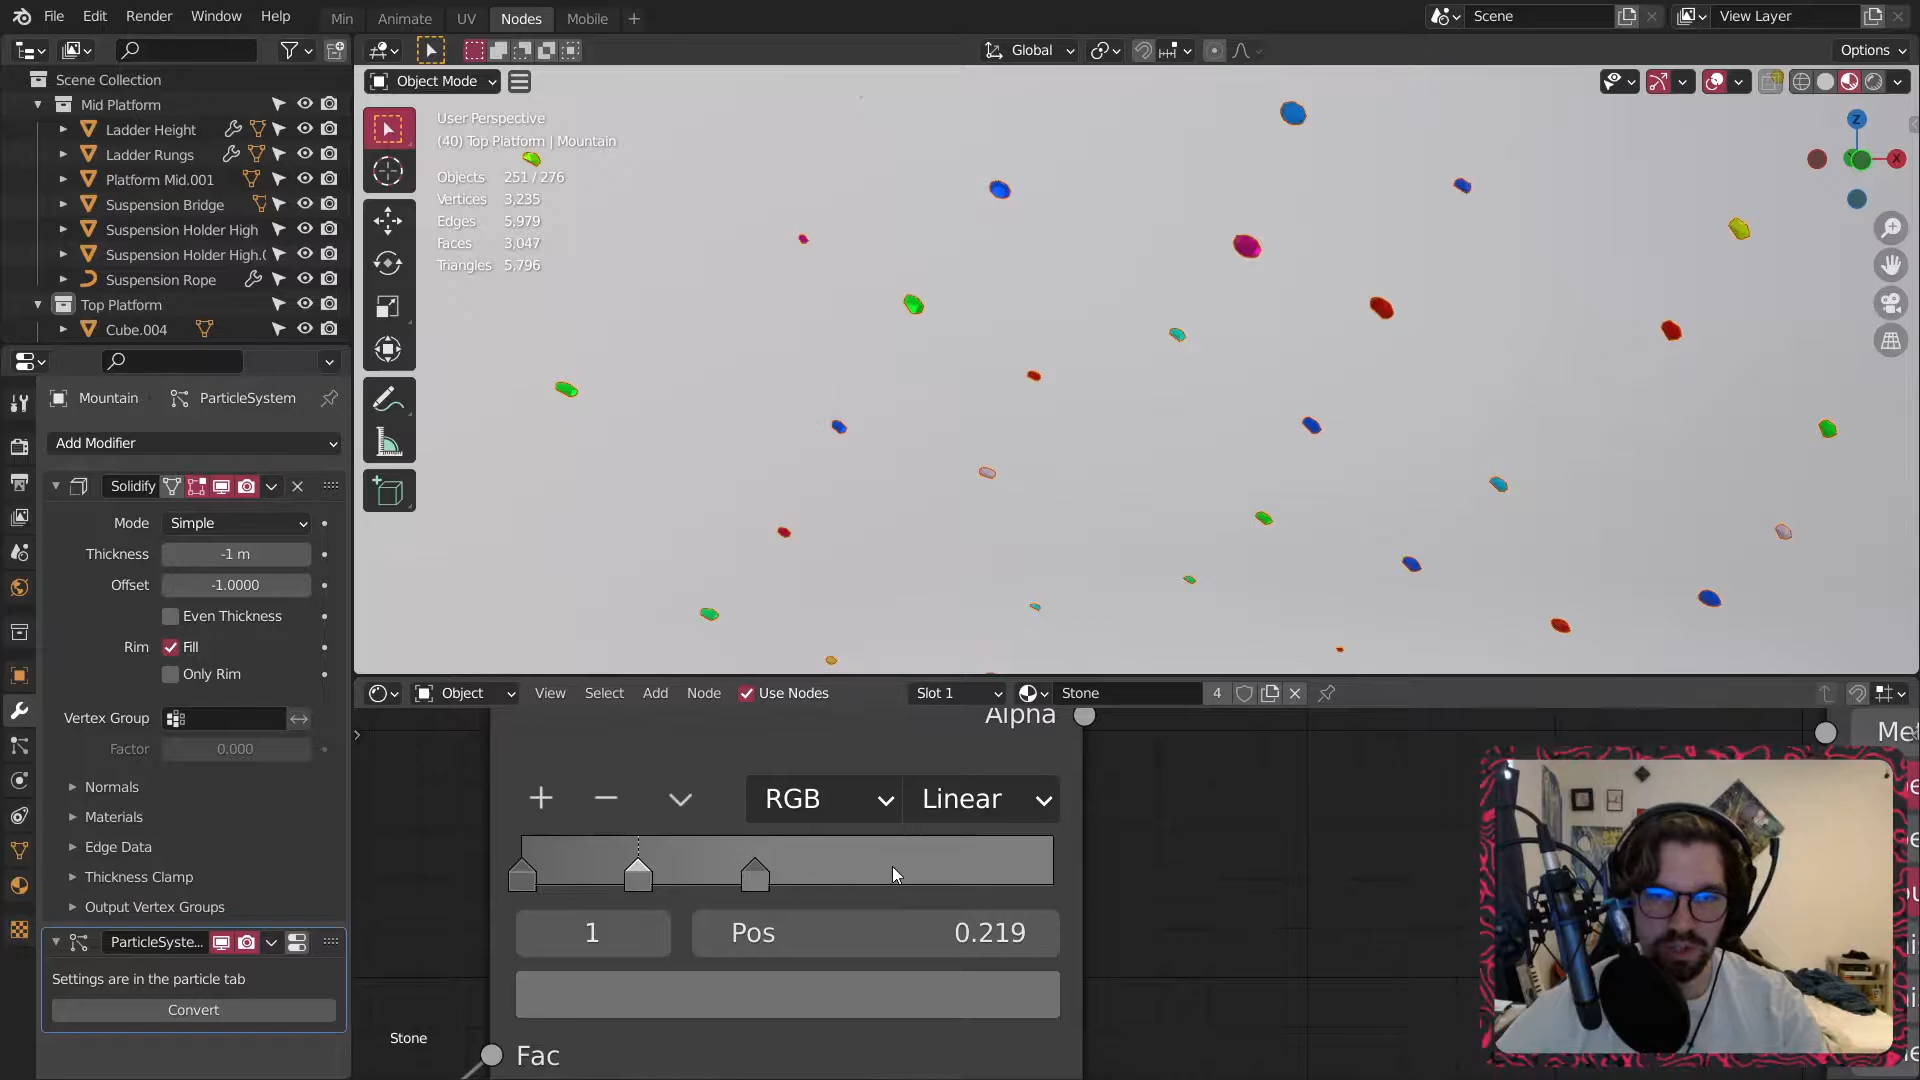 File Edit Render Window Help Min Animate UV Nodes Mobile + Scene View Layer
Global Options
Scene Collection
Mid Platform
Ladder Height
Ladder Rungs
Platform Mid.001
Suspension Bridge
Suspension Holder High
Suspension Holder High.
Suspension Rope
Top Platform
Cube.004
Mountain ParticleSystem
Add Modifier
Solidify
Mode Simple
Thickness -1 m
Offset -1.0000
Even Thickness
Rim Fill
Only Rim
Vertex Group
Factor 0.000
Normals
Materials
Edge Data
Thickness Clamp
Output Vertex Groups
ParticleSyste...
Settings are in the particle tab
Convert
Object Mode
User Perspective
(40) Top Platform | Mountain
Objects 251 / 276
Vertices 3,235
Edges 5,979
Faces 3,047
Triangles 5,796
Z
X
Object View Select Add Node Use Nodes Slot 1 Stone 4
Alpha
RGB Linear
1 Pos 0.219
Fac
Stone